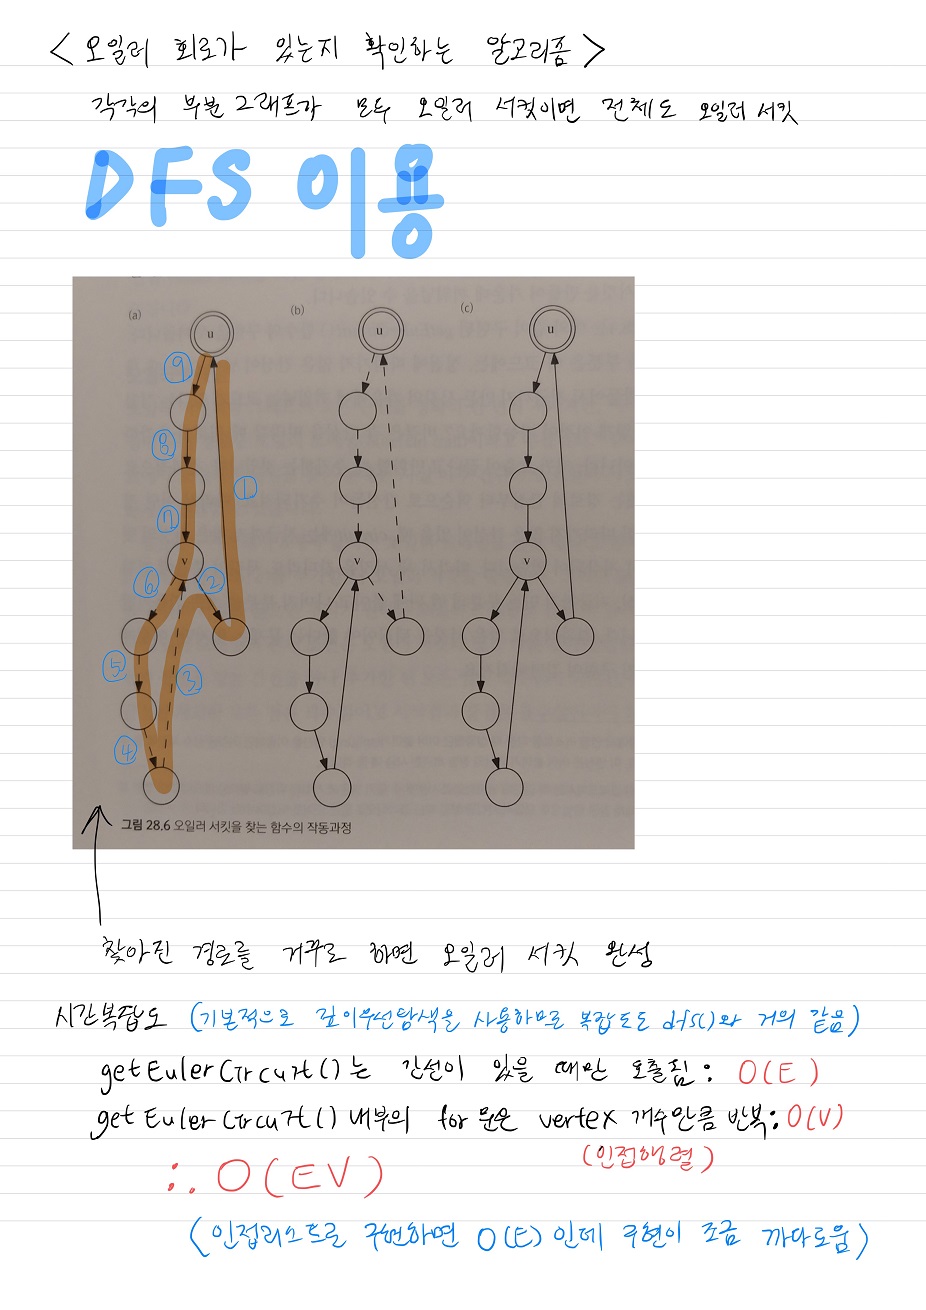 < 오일러 회로가 있는지 확인하는 알고리즘 >
각각의 부분 그래프가 모두 오일러 서킷이면 전체도 오일러 서킷
DFS 이용
(a) (b) (c)
u u u
⑨
⑧
①
⑦
v v v
⑥ ②
⑤
③
④
그림 28.6 오일러 서킷을 찾는 함수의 작동과정
찾아진 경로를 거꾸로 하면 오일러 서킷 완성
시간복잡도 (기본적으로 깊이우선탐색을 사용하므로 복잡도도 dfs()와 거의 같음)
getEulerCircuit()는 간선이 있을 때만 호출됨: O(E)
getEulerCircuit() 내부의 for 문은 vertex 개수만큼 반복: O(V)
(인접행렬)
∴ O(EV)
(인접리스트로 구현하면 O(E)인데 구현이 조금 까다로움)